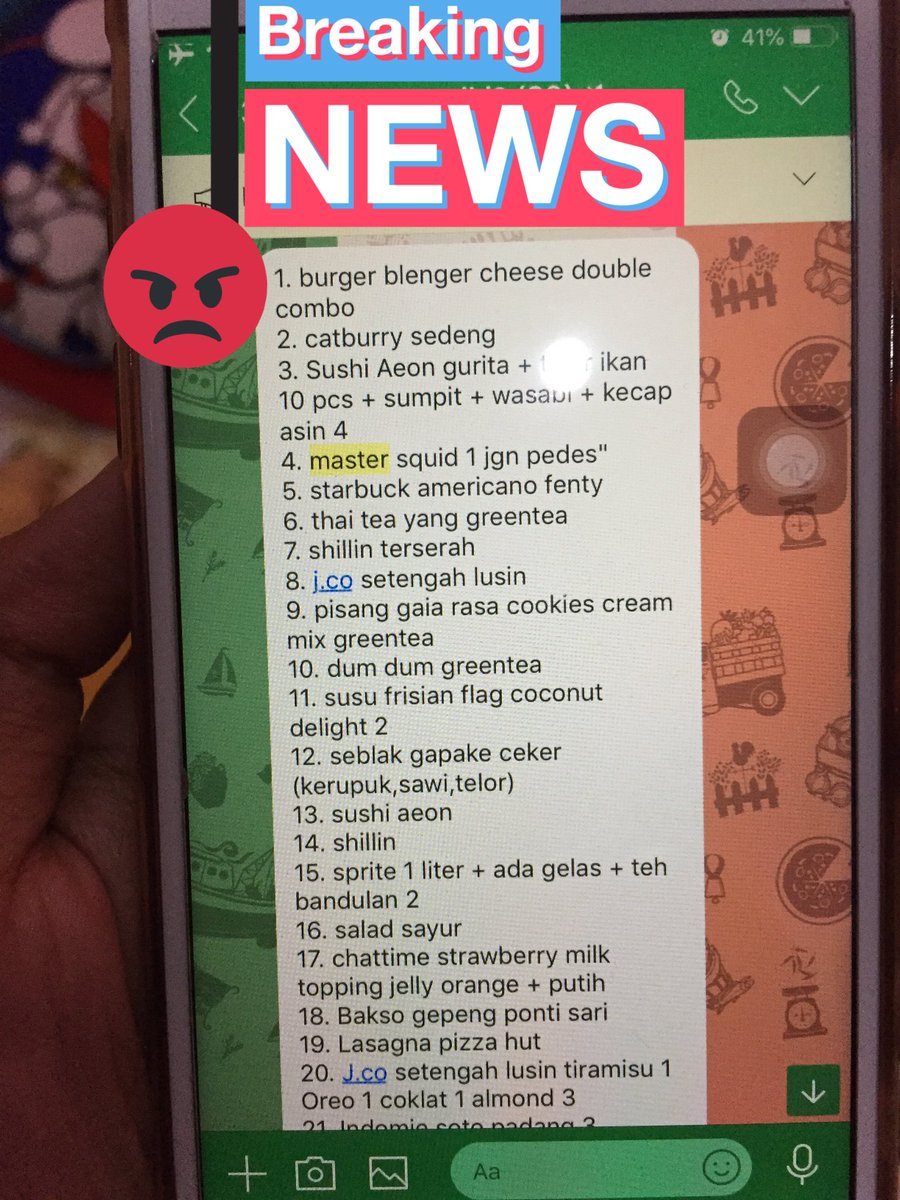 Breaking
NEWS
41%
1. burger blenger cheese double
combo
2. catburry sedeng
3. Sushi Aeon gurita + ikan
10 pcs + sumpit + wasabi + kecap
asin 4
4. master squid 1 jgn pedes"
5. starbuck americano fenty
6. thai tea yang greentea
7. shillin terserah
8. j.co setengah lusin
9. pisang gaia rasa cookies cream
mix greentea
10. dum dum greentea
11. susu frisian flag coconut
delight 2
12. seblak gapake ceker
(kerupuk,sawi,telor)
13. sushi aeon
14. shillin
15. sprite 1 liter + ada gelas + teh
bandulan 2
16. salad sayur
17. chattime strawberry milk
topping jelly orange + putih
18. Bakso gepeng ponti sari
19. Lasagna pizza hut
20. J.co setengah lusin tiramisu 1
Oreo 1 coklat 1 almond 3
21. Indomie soto padang 2
Aa